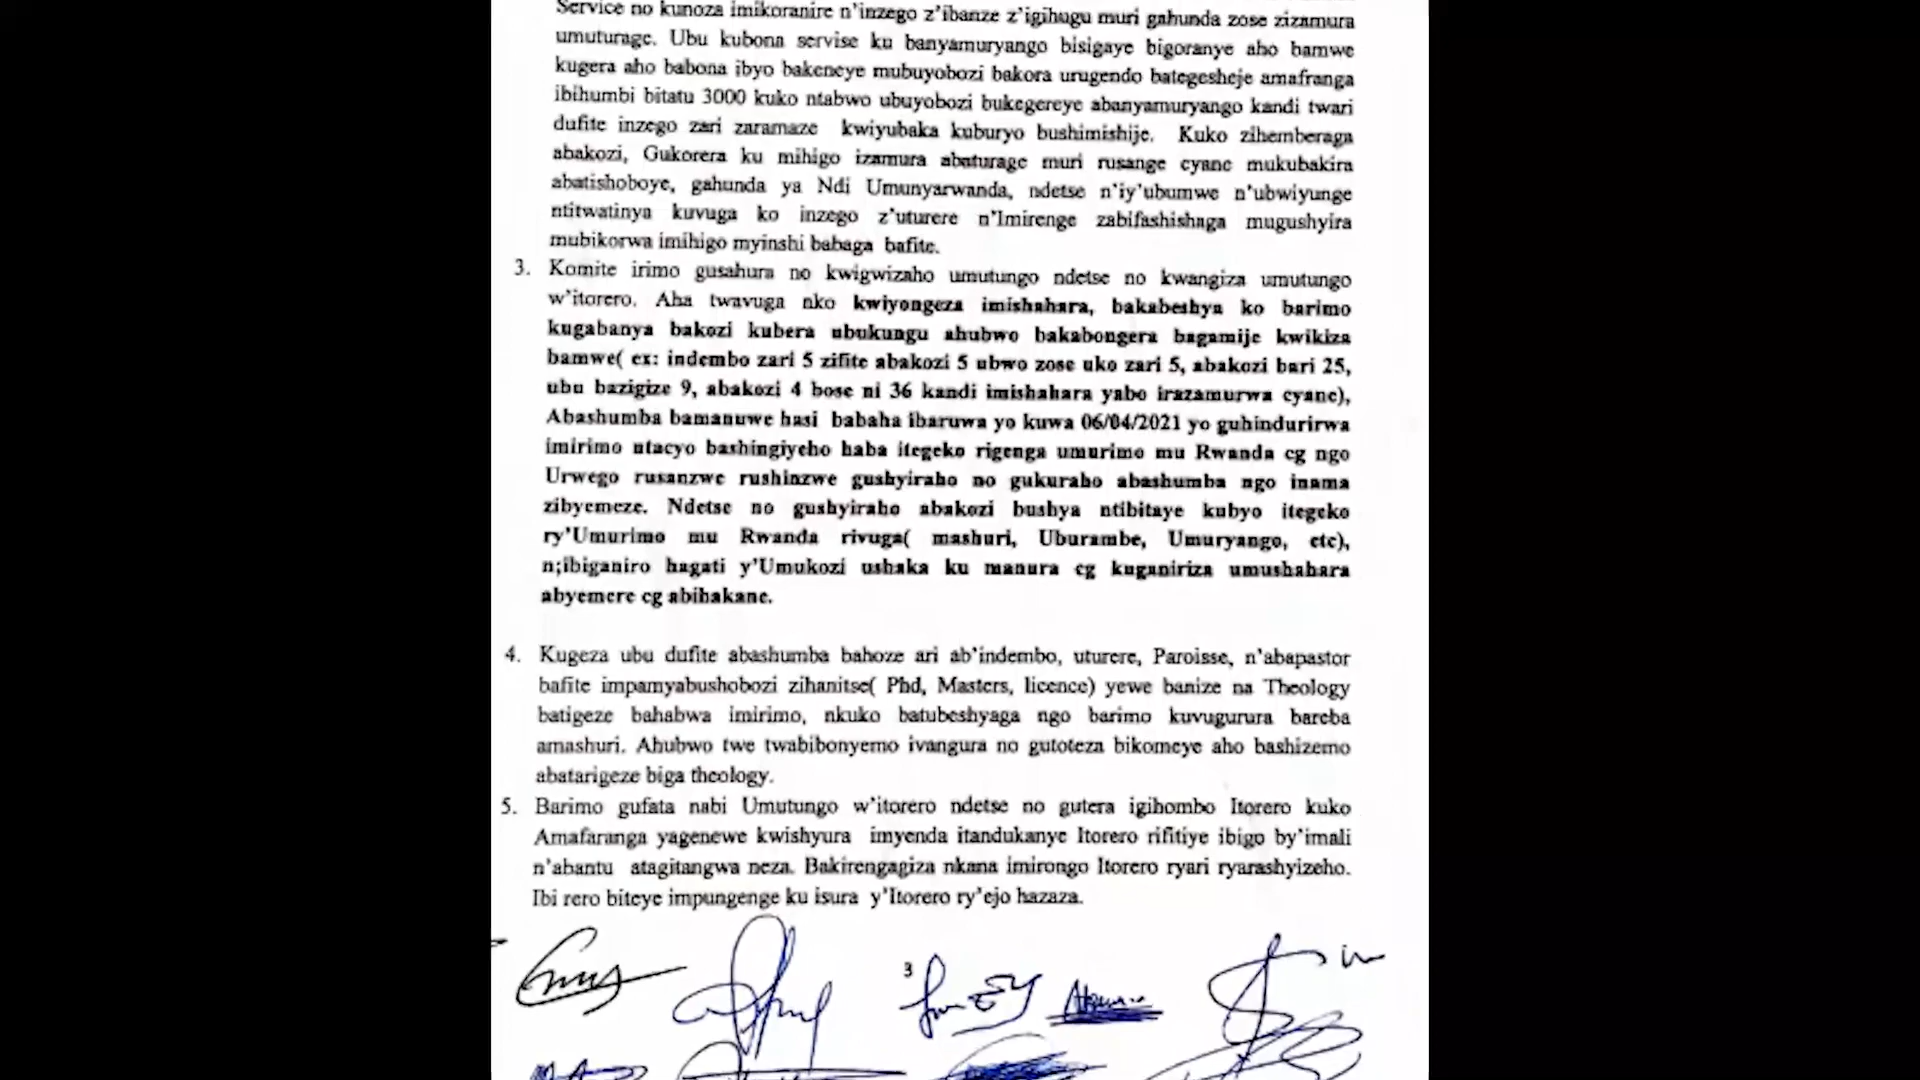 Service no kunoza imikoranire n'inzego z'ibanze z'igihugu muri gahunda zose zizamura
umuturage. Ubu kubona servise ku banyamuryango bisigaye bigoranye aho bamwe
kugera aho babona ibyo bakeneye mubuyobozi bakora urugendo bategesheje amafranga
ibihumbi bitatu 3000 kuko ntabwo ubuyobozi bukegereye abanyamuryango kandi twari
dufite inzego zari zaramaze kwiyubaka kuburyo bushimishije. Kuko zihemberaga
abakozi, Gukorera ku mihigo izamura abaturage muri rusange cyane mukubakira
abatishoboye, gahunda ya Ndi Umunyarwanda, ndetse n'iy'ubumwe n'ubwiyunge
ntitwatinya kuvuga ko inzego z'uturere n'Imirenge zabifashishaga mugushyira
mubikorwa imihigo myinshi babaga bafite.
3. Komite irimo gusahura no kwigwizaho umutungo ndetse no kwangiza umutungo
w'itorero. Aha twavuga nko kwiyongeza imishahara, bakabeshya ko barimo
kugabanya bakozi kubera ubukungu ahubwo bakabongera bagamije kwikiza
bamwe( ex: indembo zari 5 zifite abakozi 5 ubwo zose uko zari 5, abakozi bari 25,
ubu bazigize 9, abakozi 4 bose ni 36 kandi imishahara yabo irazamurwa cyane),
Abashumba bamanuwe hasi babaha ibaruwa yo kuwa 06/04/2021 yo guhindurirwa
imirimo ntacyo bashingiyeho haba itegeko rigenga umurimo mu Rwanda cg ngo
Urwego rusanzwe rushinzwe gushyiraho no gukuraho abashumba ngo inama
zibyemeze. Ndetse no gushyiraho abakozi bushya ntibitaye kubyo itegeko
ry'Umurimo mu Rwanda rivuga( mashuri, Uburambe, Umuryango, etc),
n;ibiganiro hagati y'Umukozi ushaka ku manura cg kuganiriza umushahara
abyemere cg abihakane.
4. Kugeza ubu dufite abashumba bahoze ari ab'indembo, uturere, Paroisse, n'abapastor
bafite impamyabushobozi zihanitse( Phd, Masters, licence) yewe banize na Theology
batigeze bahabwa imirimo, nkuko batubeshyaga ngo barimo kuvugurura bareba
amashuri. Ahubwo twe twabibonyemo ivangura no gutoteza bikomeye aho bashizemo
abatarigeze biga theology.
5. Barimo gufata nabi Umutungo w'itorero ndetse no gutera igihombo Itorero kuko
Amafaranga yagenewe kwishyura imyenda itandukanye Itorero rifitiye ibigo by'imali
n'abantu atagitangwa neza. Bakirengagiza nkana imirongo Itorero ryari ryarashyizeho.
Ibi rero biteye impungenge ku isura y'Itorero ry'ejo hazaza.
3